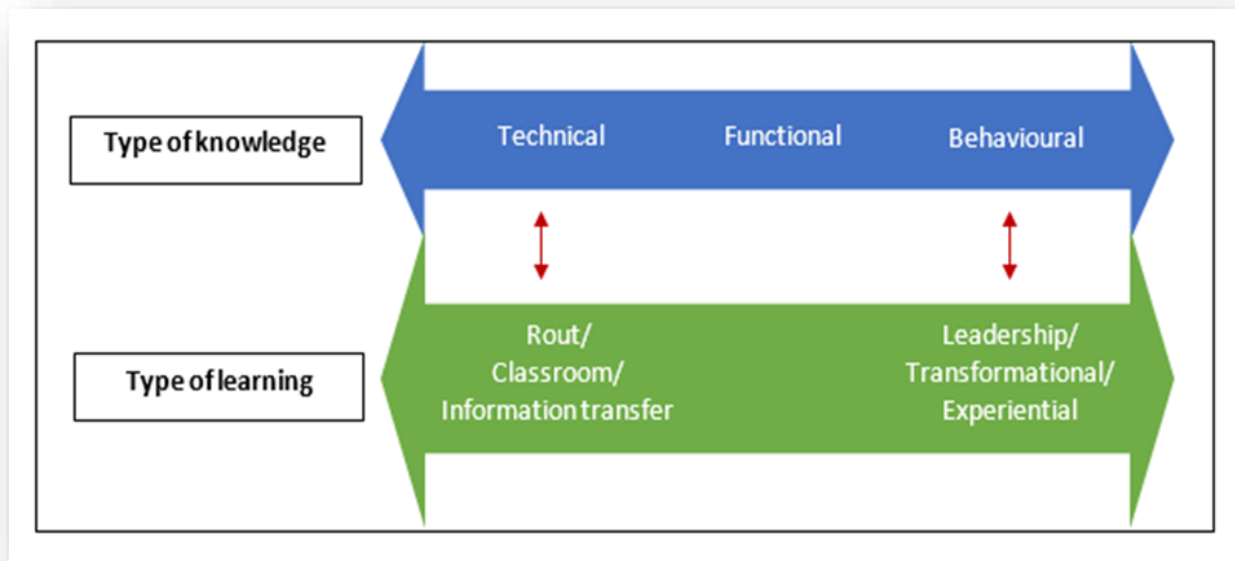 Type of knowledge
Technical
Functional
Behavioural
Type of learning
Rout/
Classroom/
Information transfer
Leadership/
Transformational/
Experiential